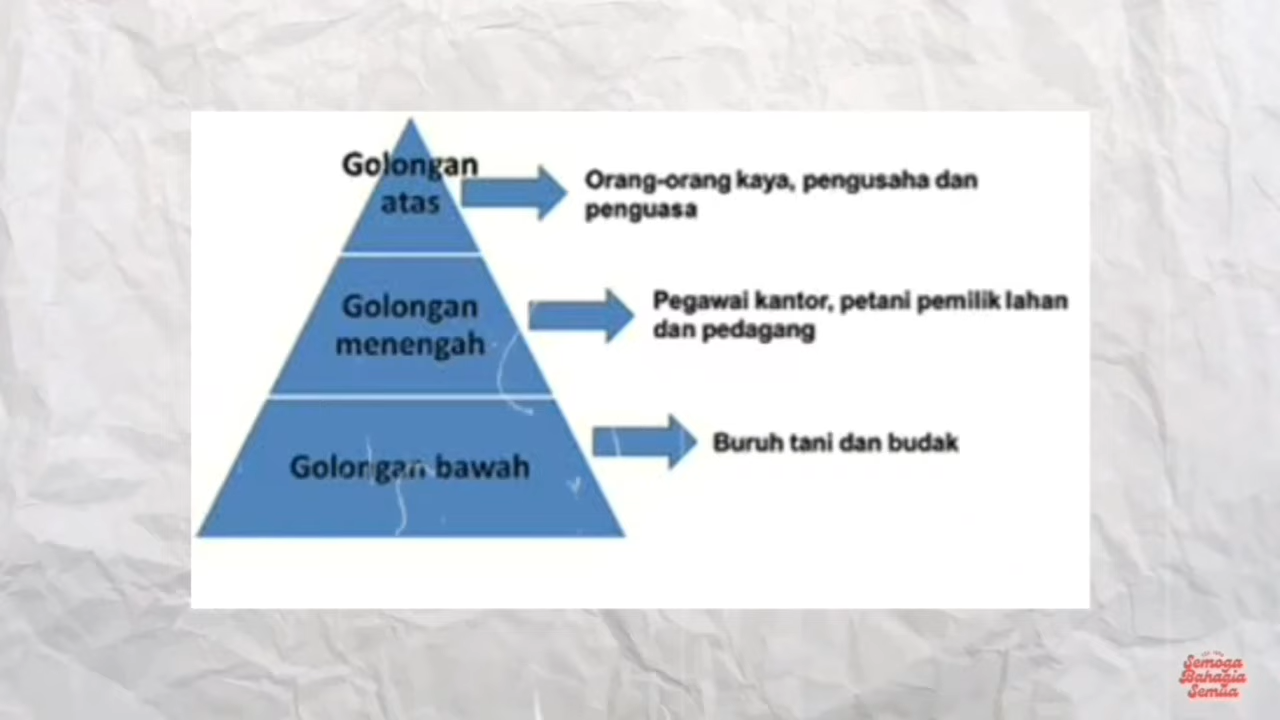 Golongan
atas
Orang-orang kaya, pengusaha dan
penguasa
Golongan
menengah
Pegawai kantor, petani pemilik lahan
dan pedagang
Golongan bawah
Buruh tani dan budak
Semoga
Bahagia
Semua